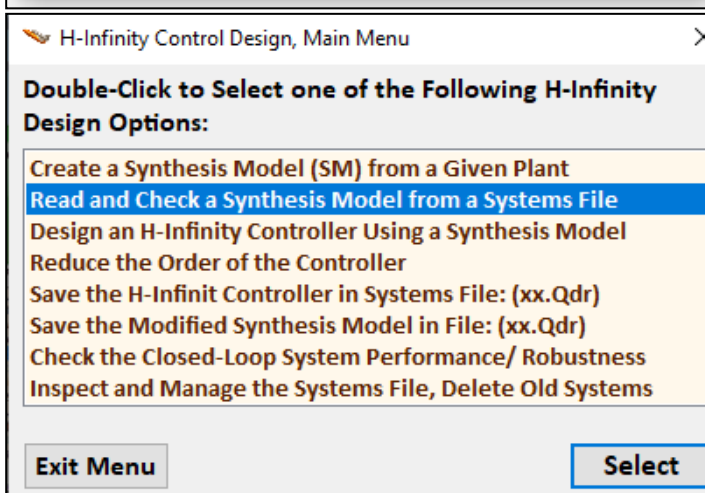 H-Infinity Control Design, Main Menu
Double-Click to Select one of the Following H-Infinity
Design Options:
Create a Synthesis Model (SM) from a Given Plant
Read and Check a Synthesis Model from a Systems File
Design an H-Infinity Controller Using a Synthesis Model
Reduce the Order of the Controller
Save the H-Infinit Controller in Systems File: (xx.Qdr)
Save the Modified Synthesis Model in File: (xx.Qdr)
Check the Closed-Loop System Performance/ Robustness
Inspect and Manage the Systems File, Delete Old Systems
Exit Menu Select